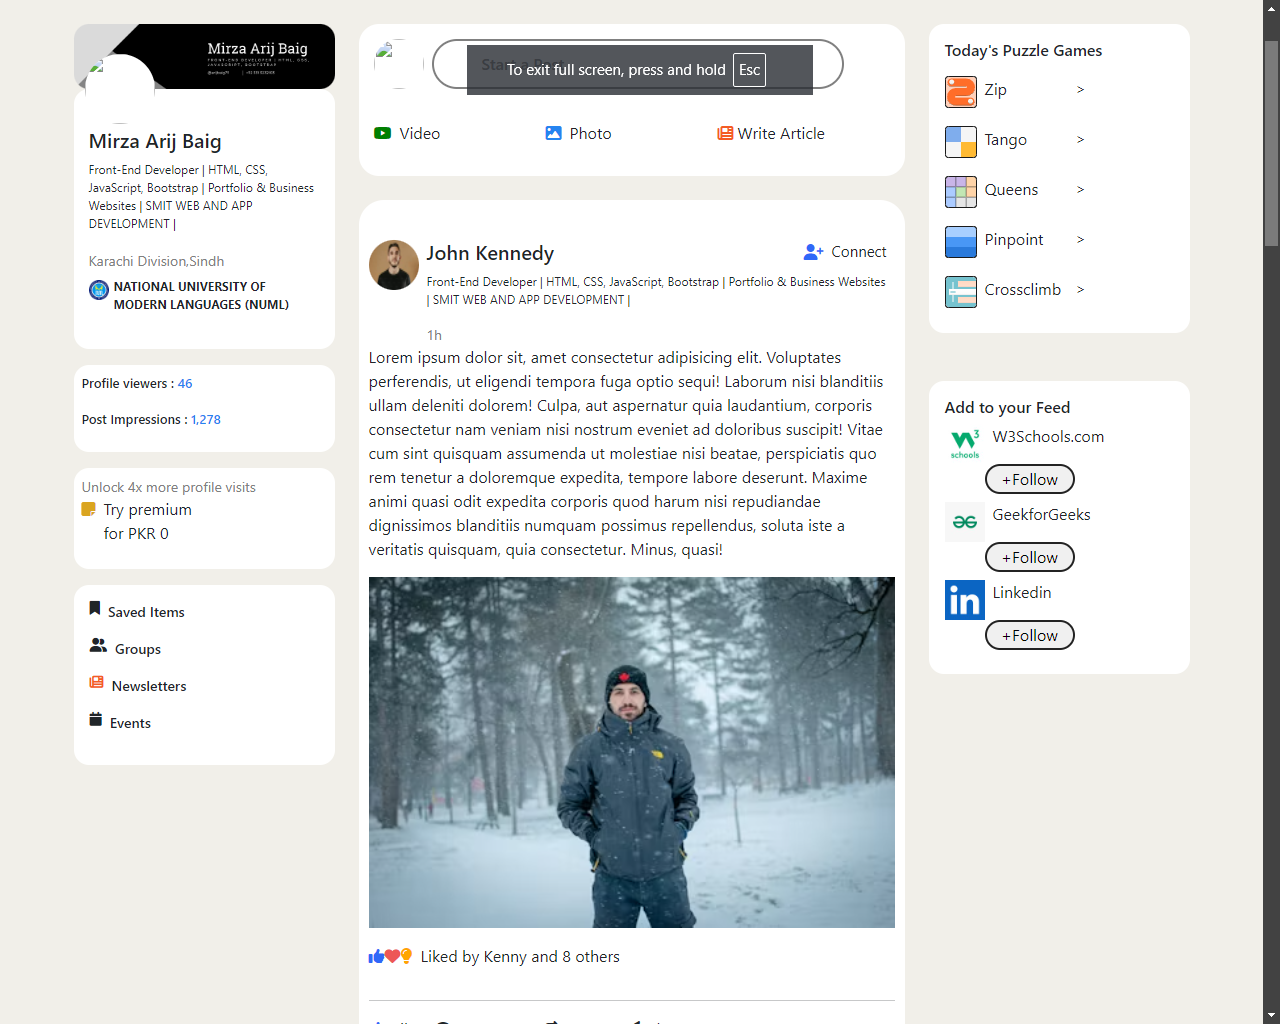 Mirza Arij Baig
FRONT-END DEVELOPER | HTML, CSS,
JAVASCRIPT, BOOTSTRAP
Mirza Arij Baig
Front-End Developer | HTML, CSS,
JavaScript, Bootstrap | Portfolio & Business
Websites | SMIT WEB AND APP
DEVELOPMENT |
Karachi Division,Sindh
NATIONAL UNIVERSITY OF
MODERN LANGUAGES (NUML)
Profile viewers : 46
Post Impressions : 1,278
Unlock 4x more profile visits
Try premium
for PKR 0
Saved Items
Groups
Newsletters
Events
To exit full screen, press and hold Esc
Video
Photo
Write Article
John Kennedy
Connect
Front-End Developer | HTML, CSS, JavaScript, Bootstrap | Portfolio & Business Websites
| SMIT WEB AND APP DEVELOPMENT |
1h
Lorem ipsum dolor sit, amet consectetur adipisicing elit. Voluptates
perferendis, ut eligendi tempora fuga optio sequi! Laborum nisi blanditiis
ullam deleniti dolorem! Culpa, aut aspernatur quia laudantium, corporis
consectetur nam veniam nisi nostrum eveniet ad doloribus suscipit! Vitae
cum sint quisquam assumenda ut molestiae nisi beatae, perspiciatis quo
rem tenetur a doloremque expedita, tempore labore deserunt. Maxime
animi quasi odit expedita corporis quod harum nisi repudiandae
dignissimos blanditiis numquam possimus repellendus, soluta iste a
veritatis quisquam, quia consectetur. Minus, quasi!
Liked by Kenny and 8 others
Today's Puzzle Games
Zip >
Tango >
Queens >
Pinpoint >
Crossclimb >
Add to your Feed
W3Schools.com
W3 schools
+Follow
GeekforGeeks
+Follow
Linkedin
in
+Follow